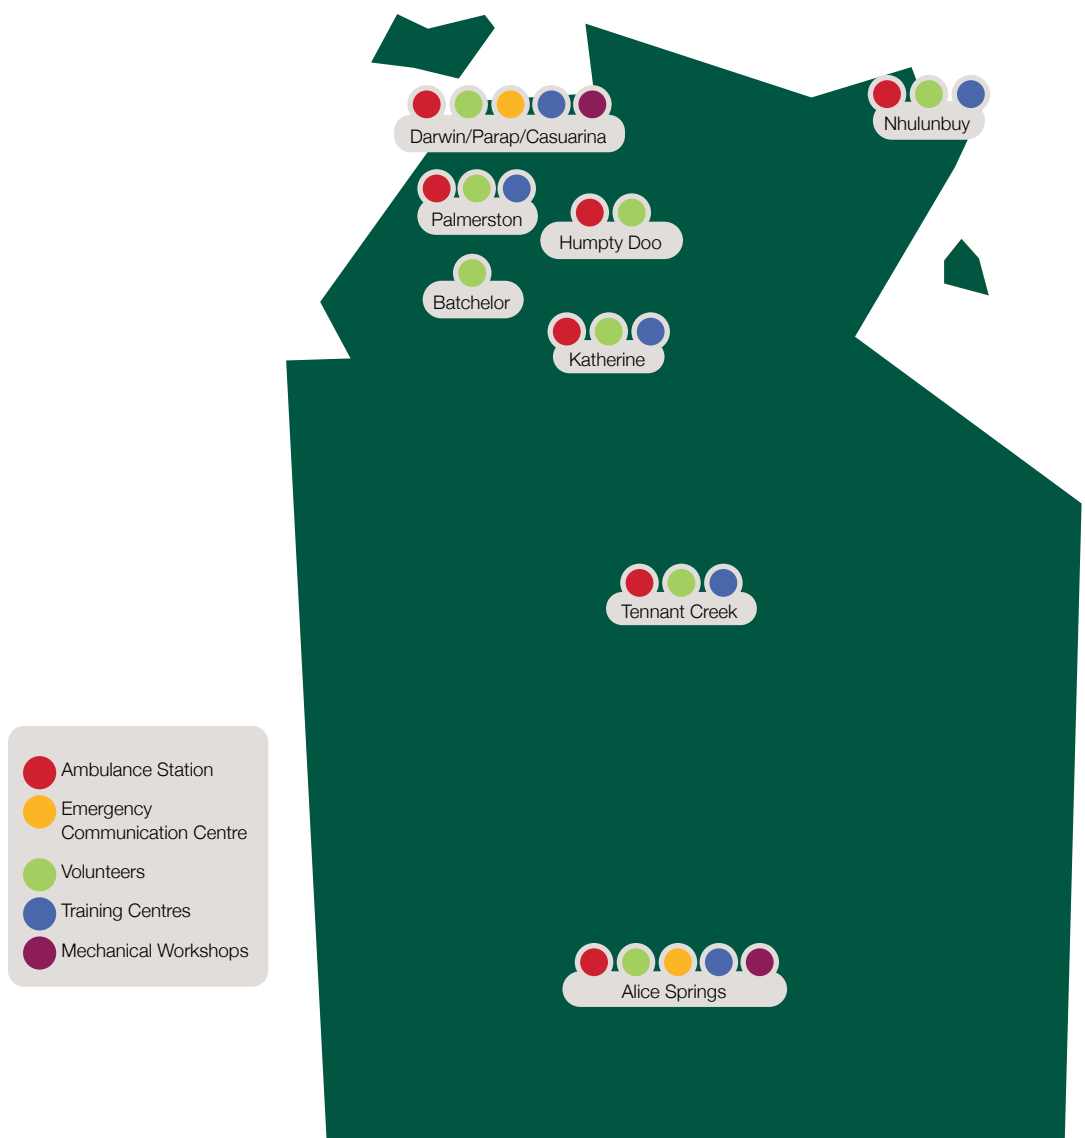 Darwin/Parap/Casuarina
Nhulunbuy
Palmerston
Humpty Doo
Batchelor
Katherine
Tennant Creek
Ambulance Station
Emergency
Communication Centre
Volunteers
Training Centres
Mechanical Workshops
Alice Springs